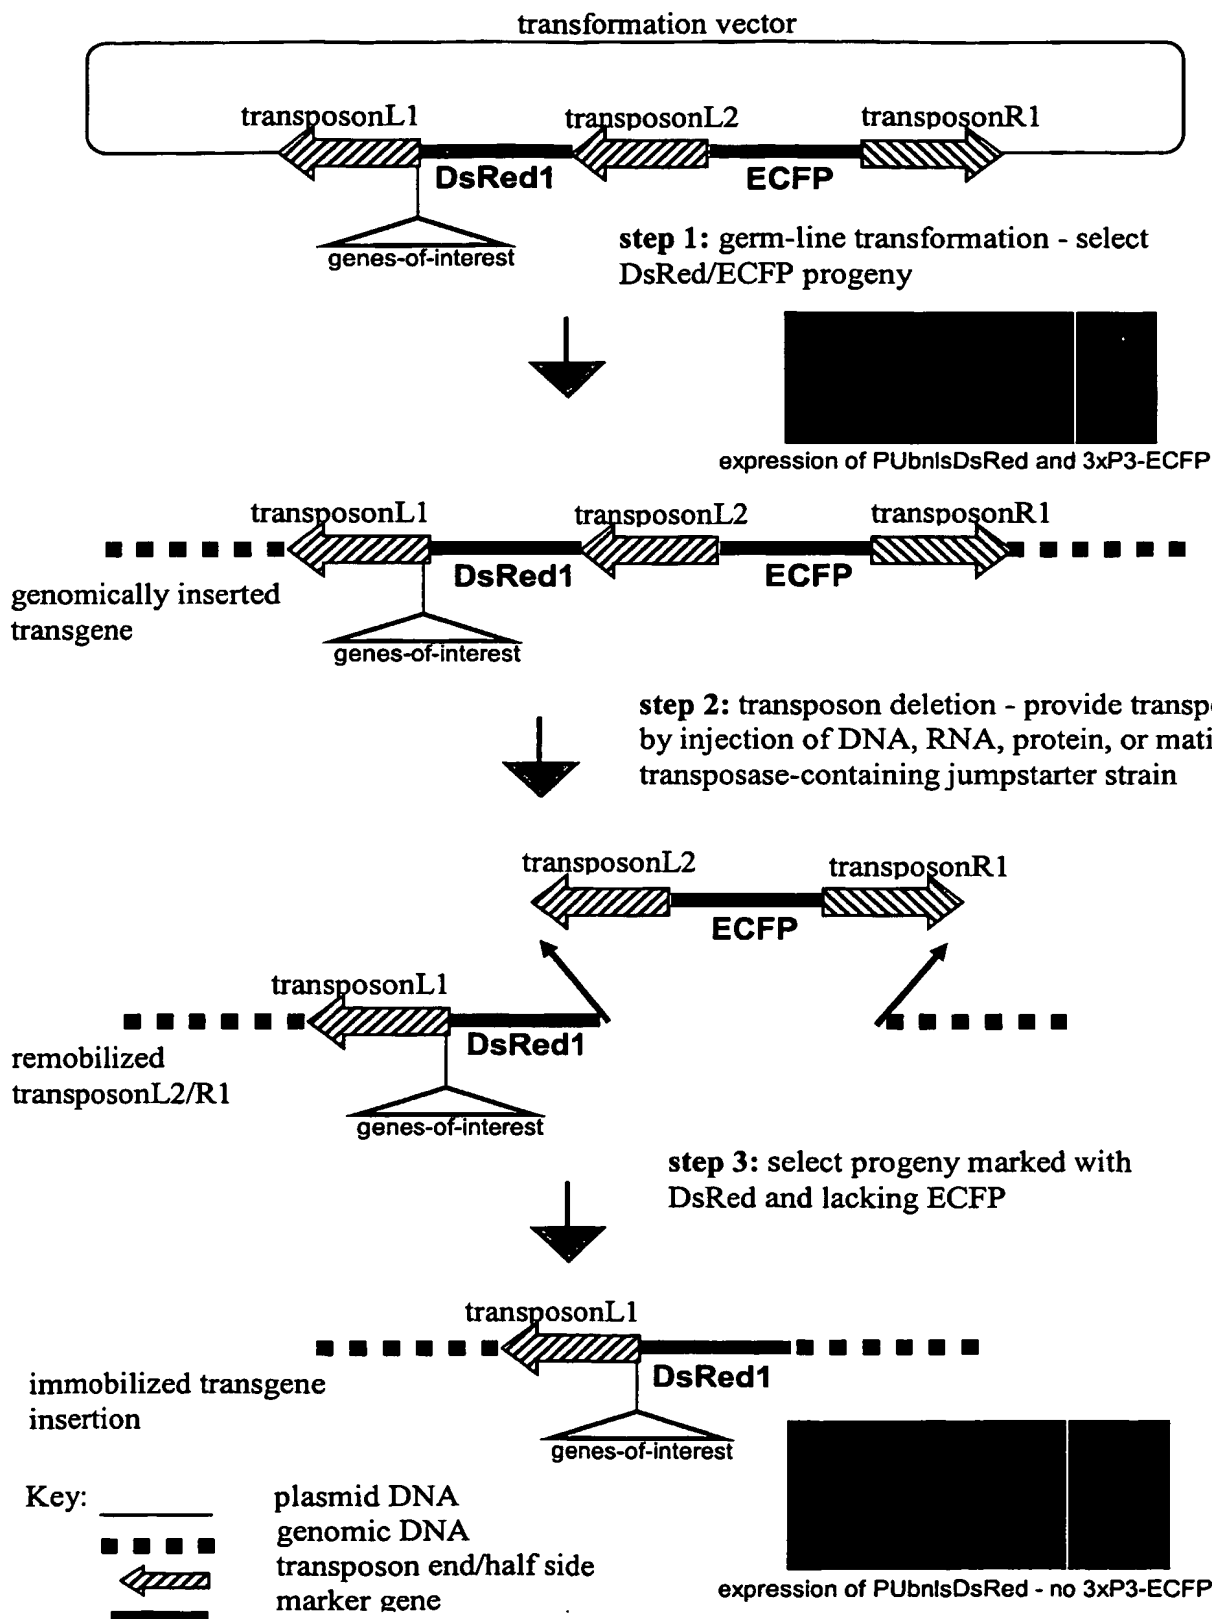 transformation vector
transposonL1
transposonL2
transposonR1
DsRed1
ECFP
genes-of-interest
step 1: germ-line transformation - select
DsRed/ECFP progeny
expression of PUbnlsDsRed and 3xP3-ECFP
transposonL1
transposonL2
transposonR1
DsRed1
ECFP
genomically inserted
transgene
genes-of-interest
step 2: transposon deletion - provide
by injection of DNA, RNA, protein, or
transposase-containing jumpstarter strain
transposonL2
transposonR1
ECFP
transposonL1
DsRed1
remobilized
transposonL2/R1
genes-of-interest
step 3: select progeny marked with
DsRed and lacking ECFP
transposonL1
DsRed1
immobilized transgene
insertion
genes-of-interest
Key:
plasmid DNA
genomic DNA
transposon end/half side
marker gene
expression of PUbnlsDsRed - no 3xP3-ECFP